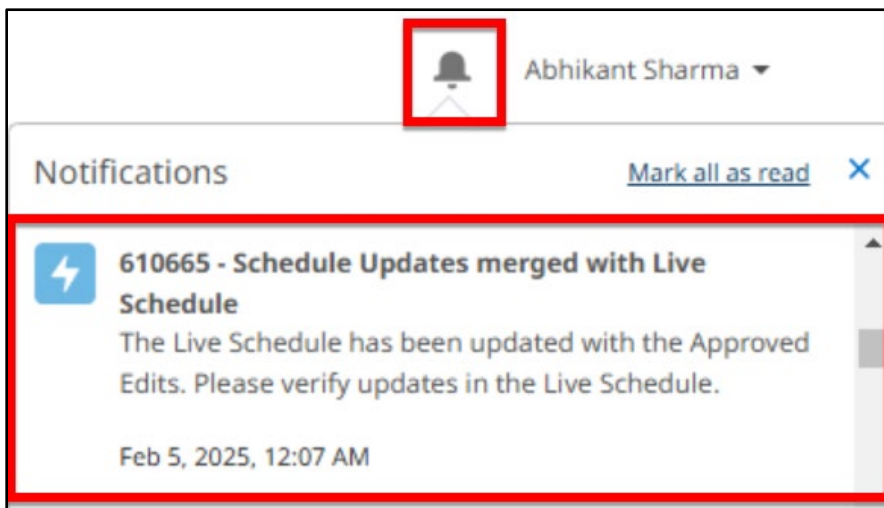 Abhikant Sharma
Notifications
Mark all as read
610665 - Schedule Updates merged with Live
Schedule
The Live Schedule has been updated with the Approved
Edits. Please verify updates in the Live Schedule.
Feb 5, 2025, 12:07 AM